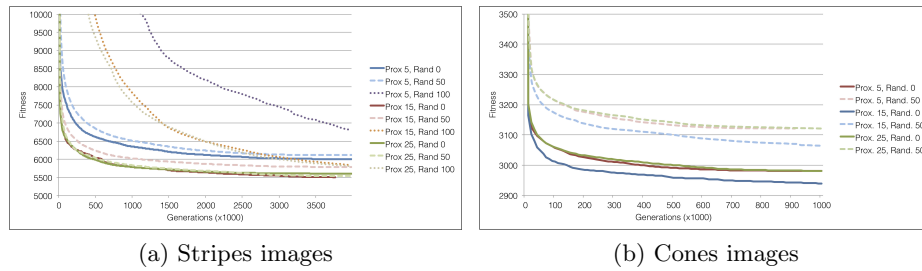 10000
9500
9000
8500
8000
7500
7000
6500
6000
5500
5000
Fitness
0 500 1000 1500 2000 2500 3000 3500
Generations (x1000)
Prox 5, Rand 0
Prox 5, Rand 50
Prox 5, Rand 100
Prox 15, Rand 0
Prox 15, Rand 50
Prox 15, Rand 100
Prox 25, Rand 0
Prox 25, Rand 50
Prox 25, Rand 100
(a) Stripes images
3500
3400
3300
3200
3100
3000
2900
Fitness
0 100 200 300 400 500 600 700 800 900 1000
Generations (x1000)
Prox. 5, Rand. 0
Prox. 5, Rand. 50
Prox. 15, Rand. 0
Prox. 15, Rand. 50
Prox. 25, Rand. 0
Prox. 25, Rand. 50
(b) Cones images